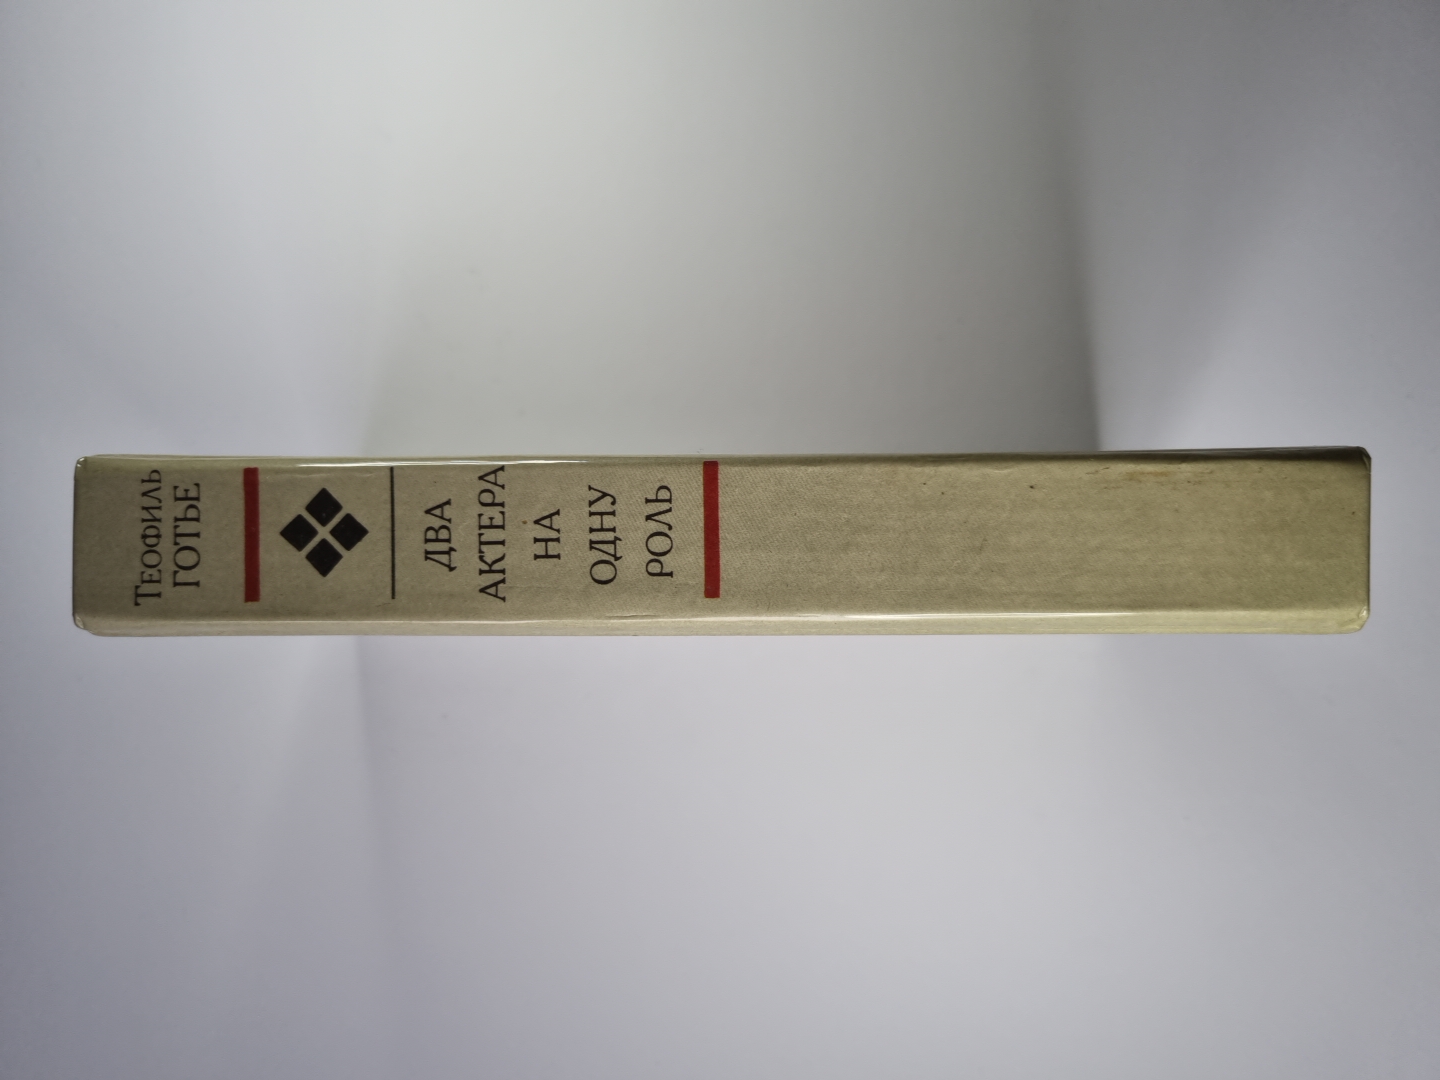 ТЕОФИЛЬ
ГОТЬЕ
ДВА
АКТЕРА
НА
ОДНУ
РОЛЬ